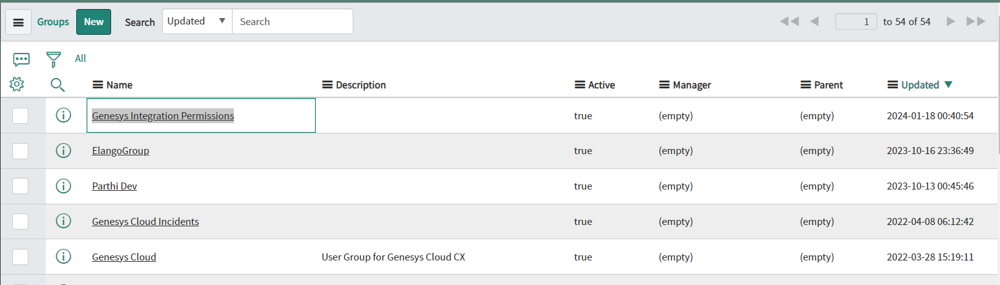 Groups New Search Updated Search 1 to 54 of 54
All
Name Description Active Manager Parent Updated
Genesys Integration Permissions true (empty) (empty) 2024-01-18 00:40:54
ElangoGroup true (empty) (empty) 2023-10-16 23:36:49
Parthi Dev true (empty) (empty) 2023-10-13 00:45:46
Genesys Cloud Incidents true (empty) (empty) 2022-04-08 06:12:42
Genesys Cloud User Group for Genesys Cloud CX true (empty) (empty) 2022-03-28 15:19:11